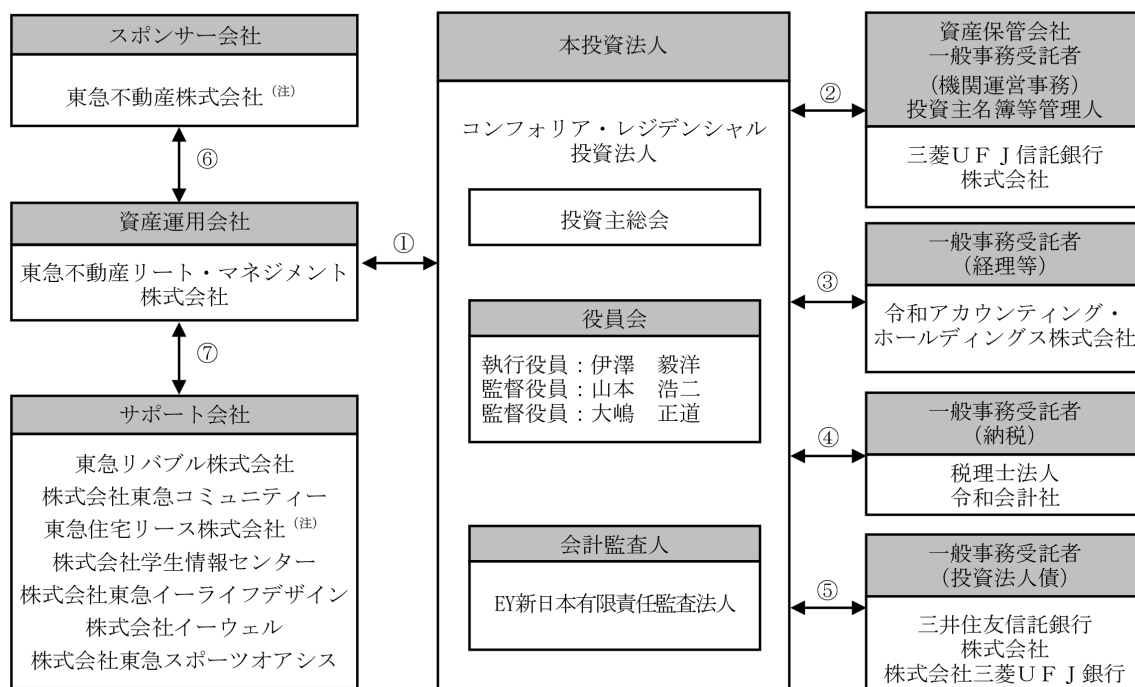 スポンサー会社
東急不動産株式会社（注）
⑥
資産運用会社
東急不動産リート・マネジメント
株式会社
⑦
サポート会社
東急リバブル株式会社
株式会社東急コミュニティー
東急住宅リース株式会社（注）
株式会社学生情報センター
株式会社東急イーライフデザイン
株式会社イーウェル
株式会社東急スポーツオアシス
①
本投資法人
コンフォリア・レジデンシャル
投資法人
投資主総会
役員会
執行役員：伊澤　毅洋
監督役員：山本　浩二
監督役員：大嶋　正道
会計監査人
EY新日本有限責任監査法人
②
資産保管会社
一般事務受託者
（機関運営事務）
投資主名簿等管理人
三菱ＵＦＪ信託銀行
株式会社
③
一般事務受託者
（経理等）
令和アカウンティング・
ホールディングス株式会社
④
一般事務受託者
（納税）
税理士法人
令和会計社
⑤
一般事務受託者
（投資法人債）
三井住友信託銀行
株式会社
株式会社三菱ＵＦＪ銀行